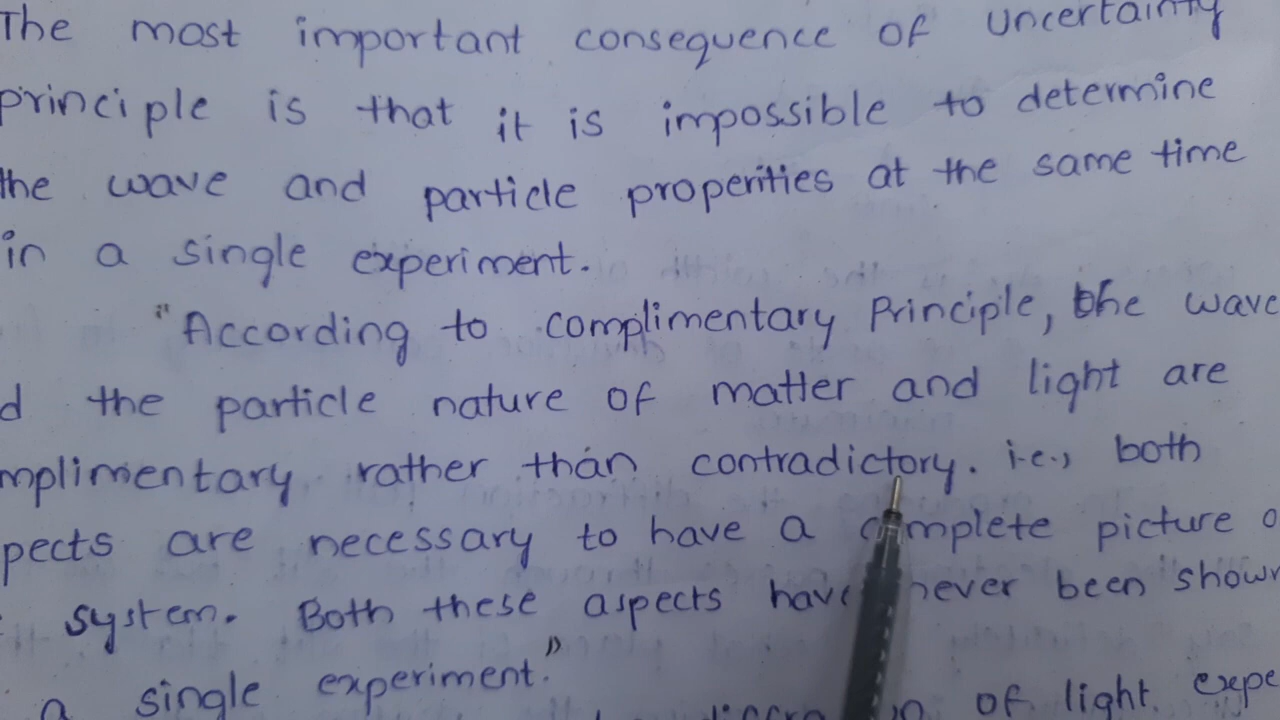 The most important consequence of uncertainty
principle is that it is impossible to determine
the wave and particle properities at the same time
in a single experiment.
"According to complimentary Principle, the wave
d the particle nature of matter and light are
mplimentary rather than contradictory. i.e., both
pects are necessary to have a complete picture o
system. Both these aspects have never been shown
a single experiment."
of light expe